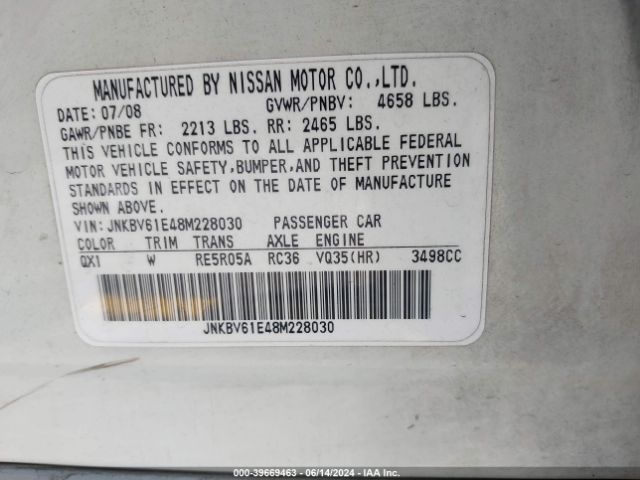 MANUFACTURED BY NISSAN MOTOR CO.,LTD.
DATE: 07/08 GVWR/PNBV: 4658 LBS.
GAWR/PNBE FR: 2213 LBS. RR: 2465 LBS.
THIS VEHICLE CONFORMS TO ALL APPLICABLE FEDERAL
MOTOR VEHICLE SAFETY,BUMPER,AND THEFT PREVENTION
STANDARDS IN EFFECT ON THE DATE OF MANUFACTURE
SHOWN ABOVE.
VIN: JNKBV61E48M228030 PASSENGER CAR
COLOR TRIM TRANS AXLE ENGINE
QX1 W RE5R05A RC36 VQ35(HR) 3498CC
JNKBV61E48M228030
000-39669463 - 06/14/2024 - IAA Inc.